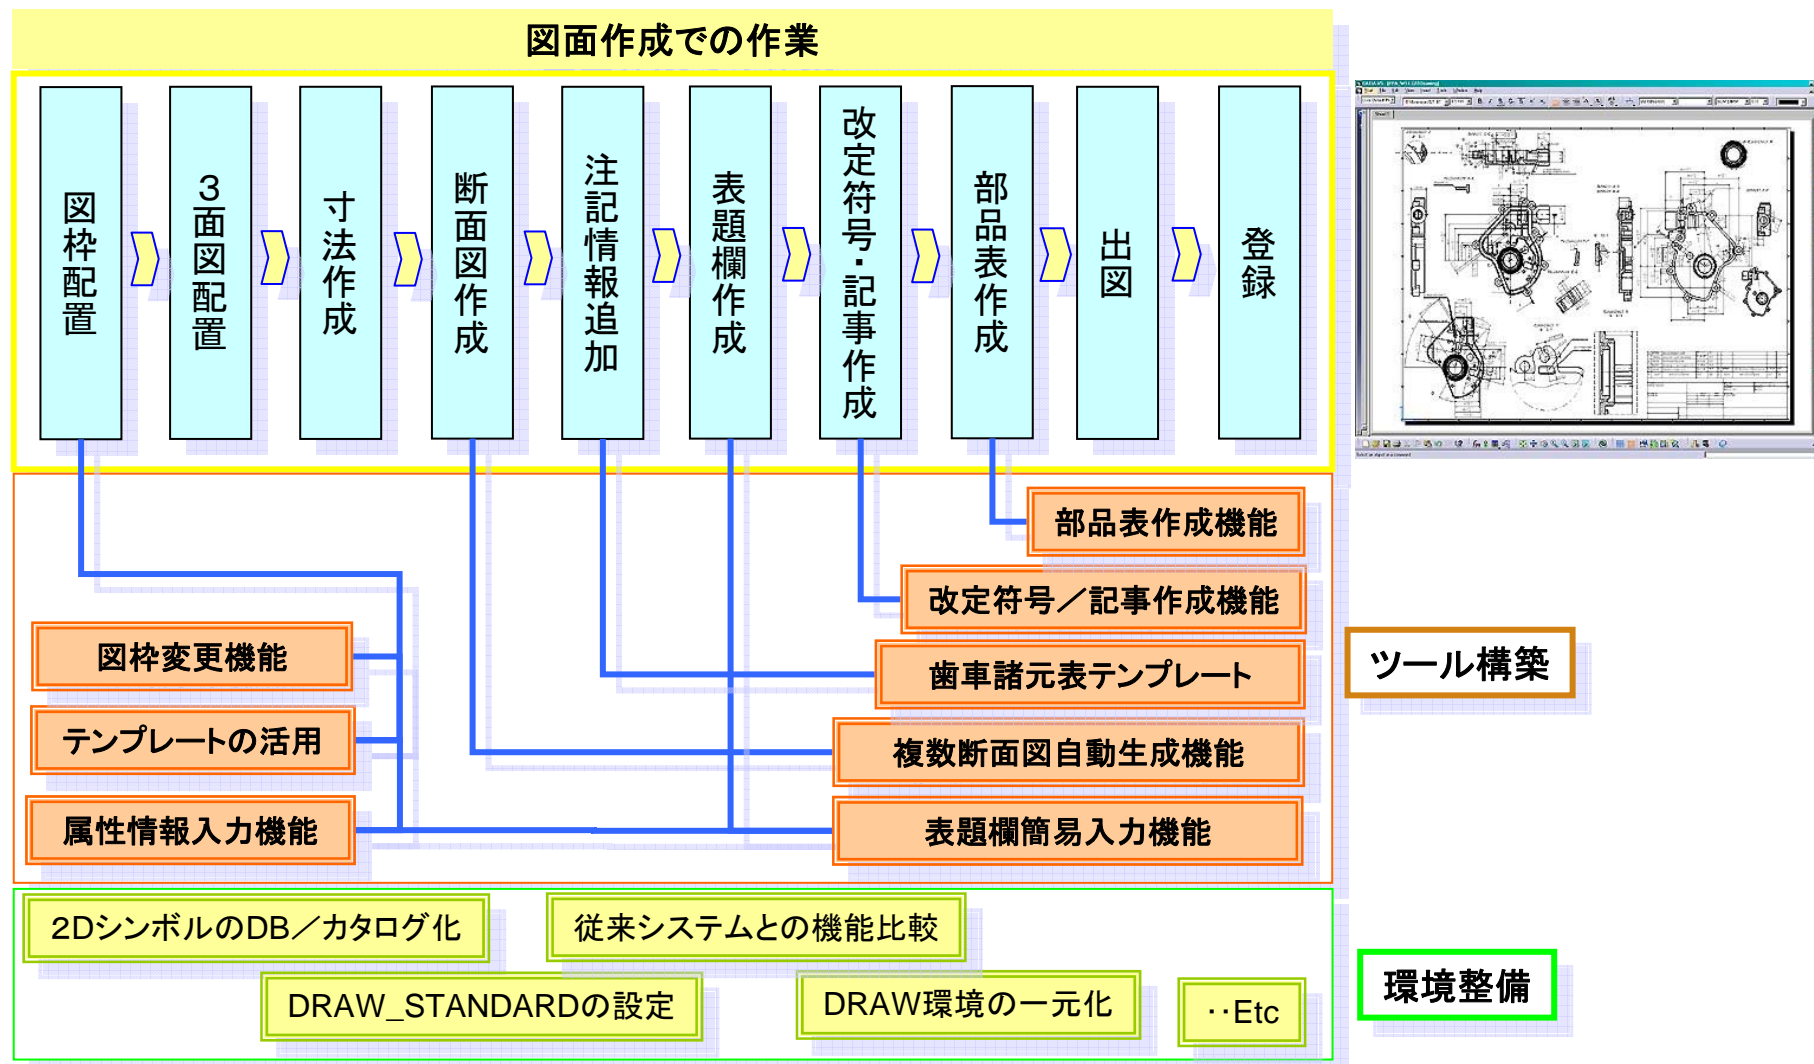 図面作成での作業
図枠配置
3面図配置
寸法作成
断面図作成
注記情報追加
表題欄作成
改定符号・記事作成
部品表作成
出図
登録
部品表作成機能
改定符号／記事作成機能
図枠変更機能
歯車諸元表テンプレート
ツール構築
テンプレートの活用
複数断面図自動生成機能
属性情報入力機能
表題欄簡易入力機能
2DシンボルのDB／カタログ化
従来システムとの機能比較
DRAW_STANDARDの設定
DRAW環境の一元化
‥Etc
環境整備